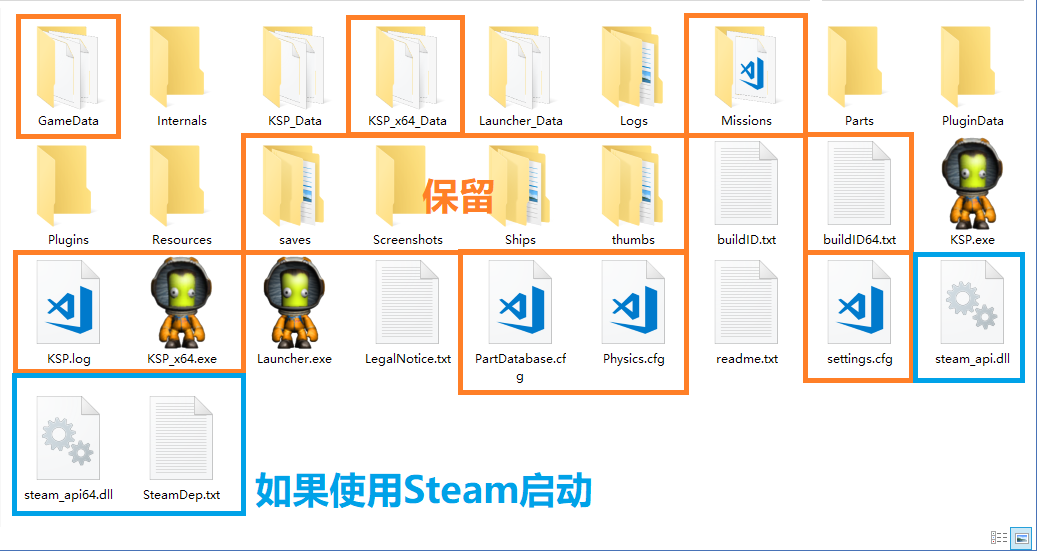 GameData Internals KSP_Data KSP_x64_Data Launcher_Data Logs Missions Parts PluginData
Plugins Resources saves Screenshots Ships thumbs buildID.txt buildID64.txt KSP.exe
保留
KSP.log KSP_x64.exe Launcher.exe LegalNotice.txt PartDatabase.cf Physics.cfg readme.txt settings.cfg steam_api.dll
g
steam_api64.dll SteamDep.txt
如果使用Steam启动